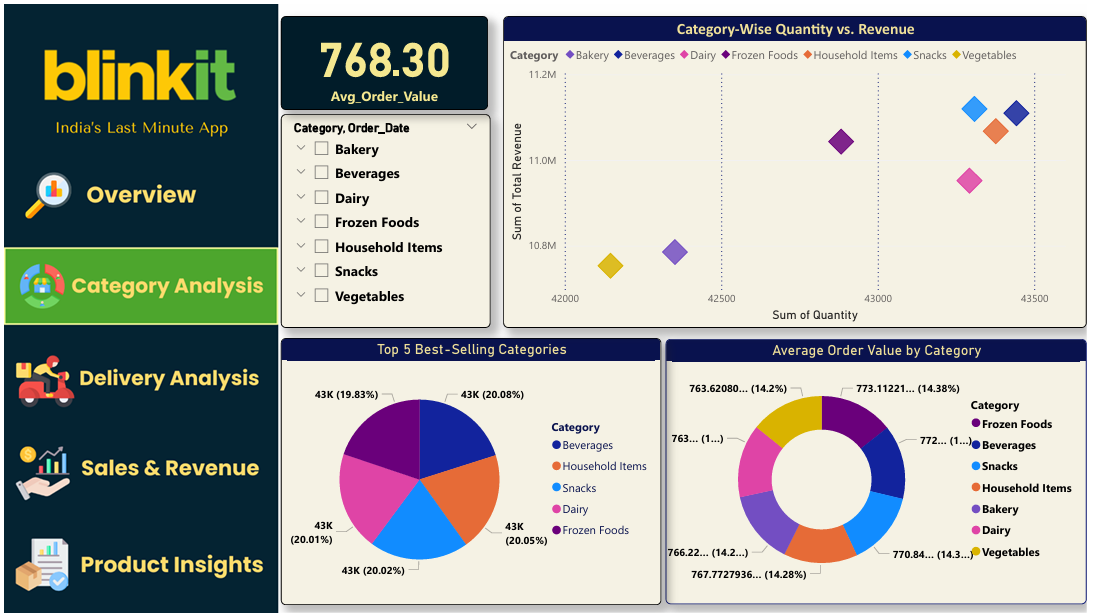 blinkit
India's Last Minute App
Overview
Category Analysis
Delivery Analysis
Sales & Revenue
Product Insights
768.30
Avg_Order_Value
Category, Order_Date
Bakery
Beverages
Dairy
Frozen Foods
Household Items
Snacks
Vegetables
Category-Wise Quantity vs. Revenue
Category Bakery Beverages Dairy Frozen Foods Household Items Snacks Vegetables
11.2M
11.0M
10.8M
Sum of Total Revenue
42000 42500 43000 43500
Sum of Quantity
Top 5 Best-Selling Categories
43K (19.83%)
43K (20.08%)
43K
(20.01%)
43K
(20.05%)
43K (20.02%)
Category
Beverages
Household Items
Snacks
Dairy
Frozen Foods
Average Order Value by Category
763.62080... (14.2%)
773.11221... (14.38%)
763... (1...)
772... (1...)
766.22... (14.2...)
770.84... (14.3...)
767.7727936... (14.28%)
Category
Frozen Foods
Beverages
Snacks
Household Items
Bakery
Dairy
Vegetables